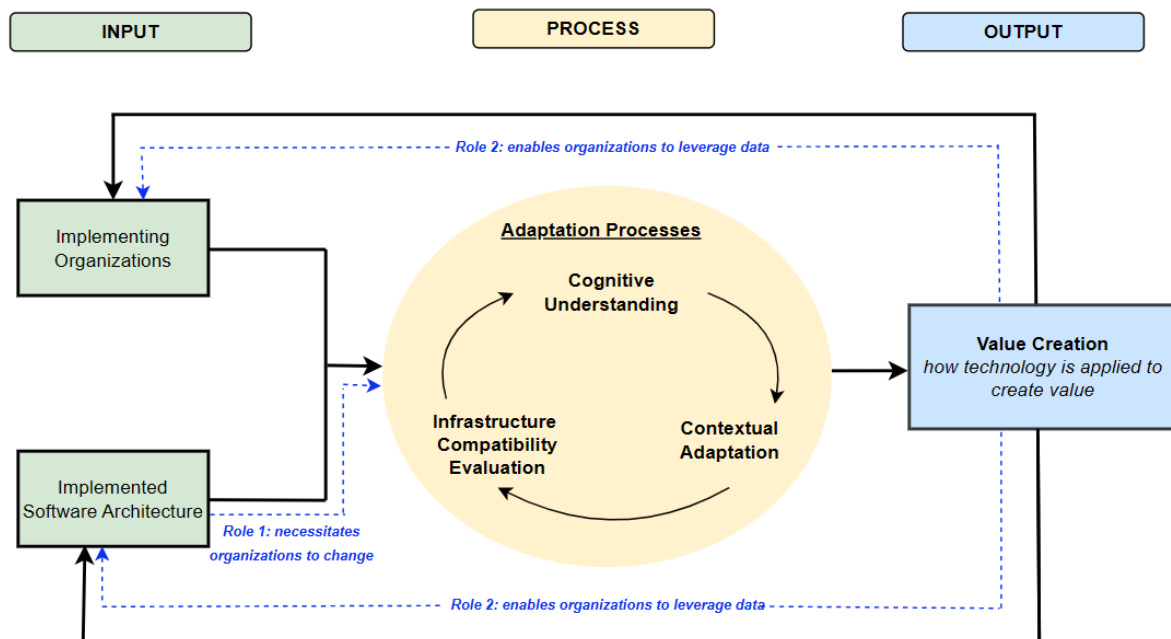 INPUT
PROCESS
OUTPUT
Role 2: enables organizations to leverage data
Implementing
Organizations
Adaptation Processes
Cognitive
Understanding
Value Creation
how technology is applied to
create value
Infrastructure
Compatibility
Evaluation
Contextual
Adaptation
Implemented
Software Architecture
Role 1: necessitates
organizations to change
Role 2: enables organizations to leverage data